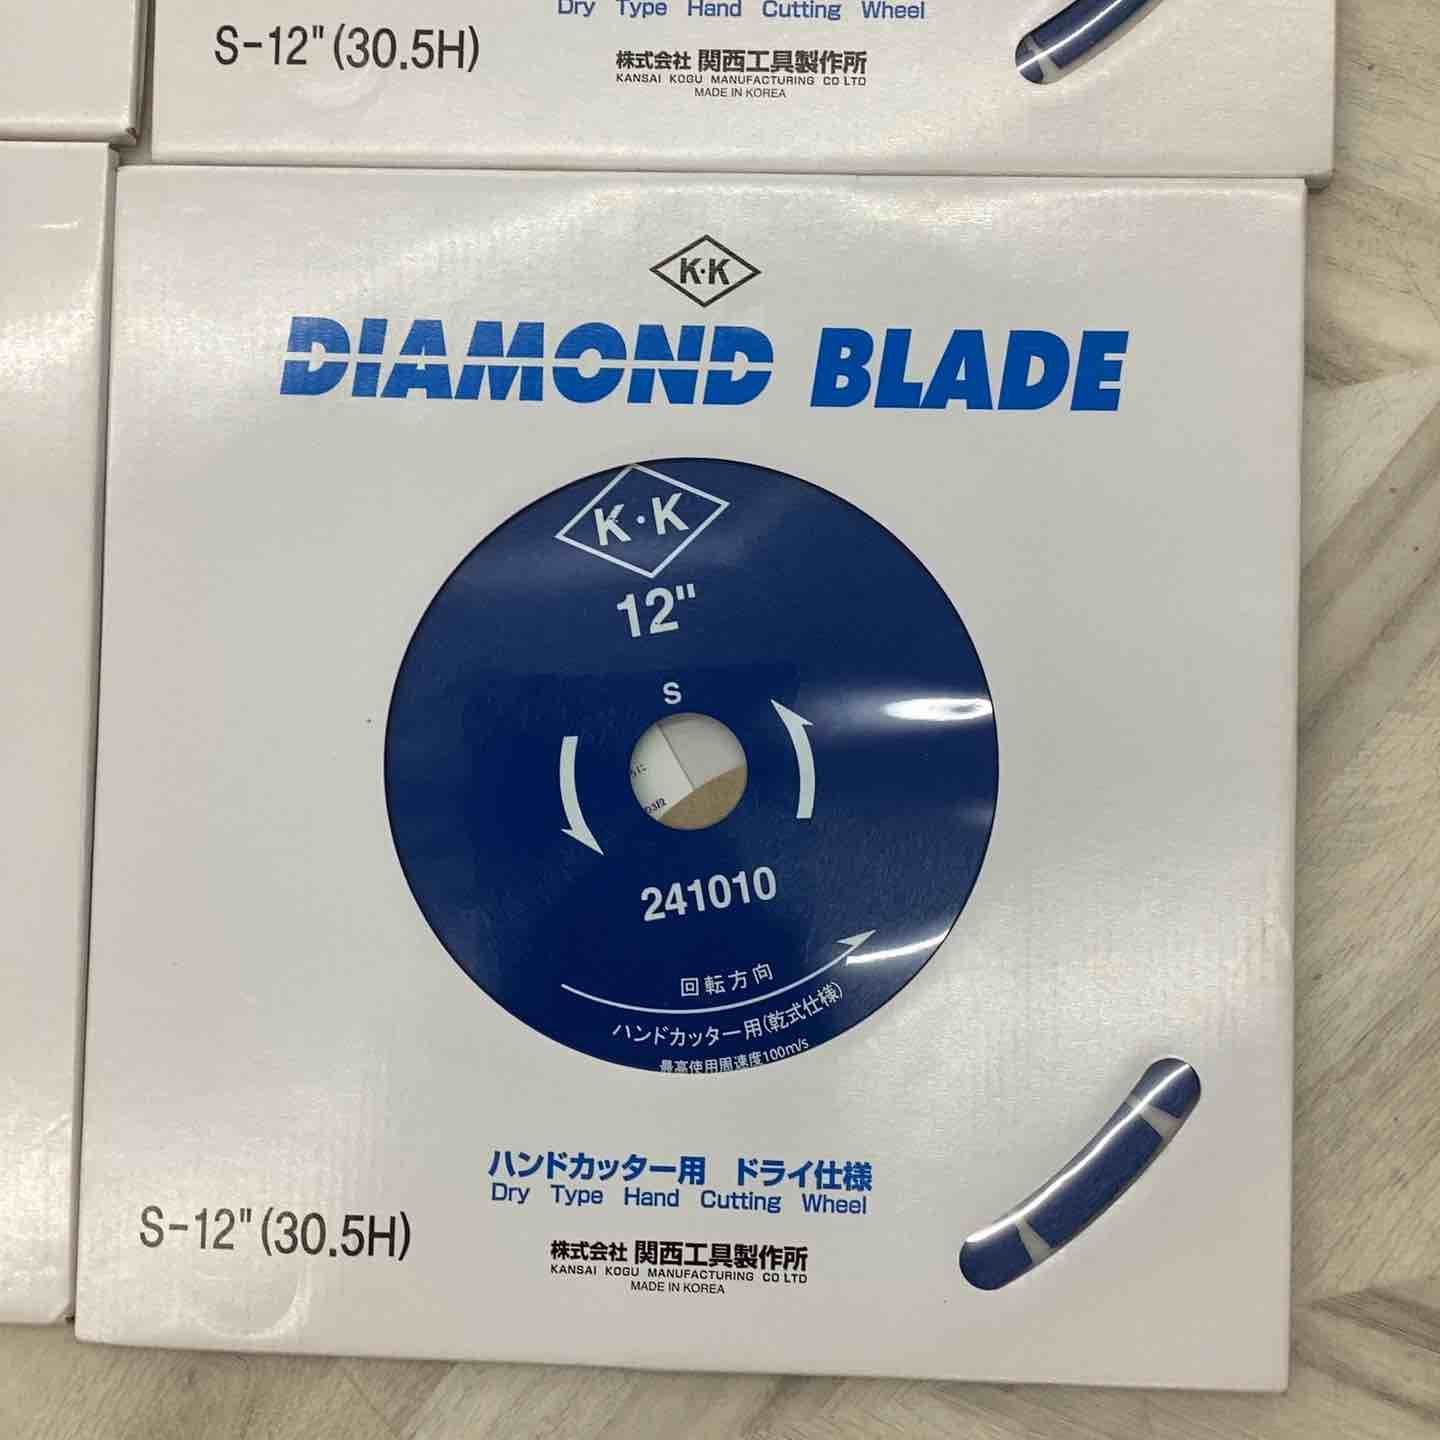 Dry Type Hand Cutting Wheel
S-12"(30.5H)
株式会社 関西工具製作所
KANSAI KOGU MANUFACTURING CO LTD
MADE IN KOREA
K·K
DIAMOND BLADE
K·K
12"
S
241010
回転方向
ハンドカッター用(乾式仕様)
最高使用周速度100m/s
ハンドカッター用 ドライ仕様
Dry Type Hand Cutting Wheel
S-12"(30.5H)
株式会社 関西工具製作所
KANSAI KOGU MANUFACTURING CO LTD
MADE IN KOREA